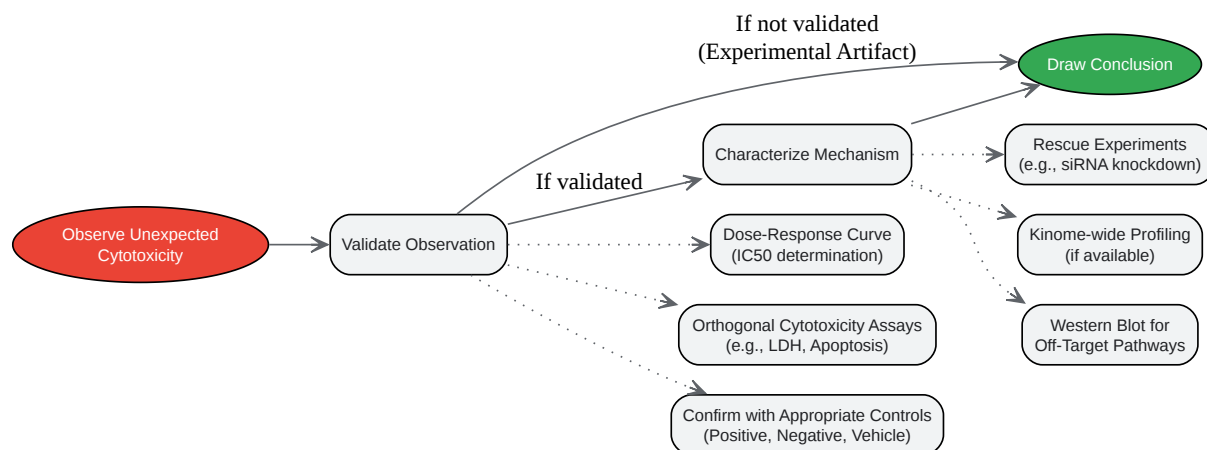 If not validated
(Experimental Artifact)
Draw Conclusion
Characterize Mechanism
Rescue Experiments
(e.g., siRNA knockdown)
If validated
Observe Unexpected
Cytotoxicity
Validate Observation
Dose-Response Curve
(IC50 determination)
Kinome-wide Profiling
(if available)
Orthogonal Cytotoxicity Assays
(e.g., LDH, Apoptosis)
Western Blot for
Off-Target Pathways
Confirm with Appropriate Controls
(Positive, Negative, Vehicle)